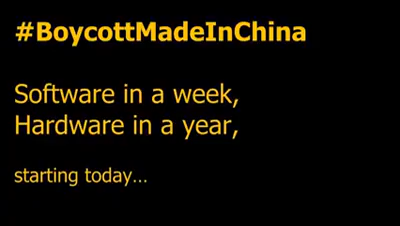 #BoycottMadeInChina
Software in a week,
Hardware in a year,
starting today...